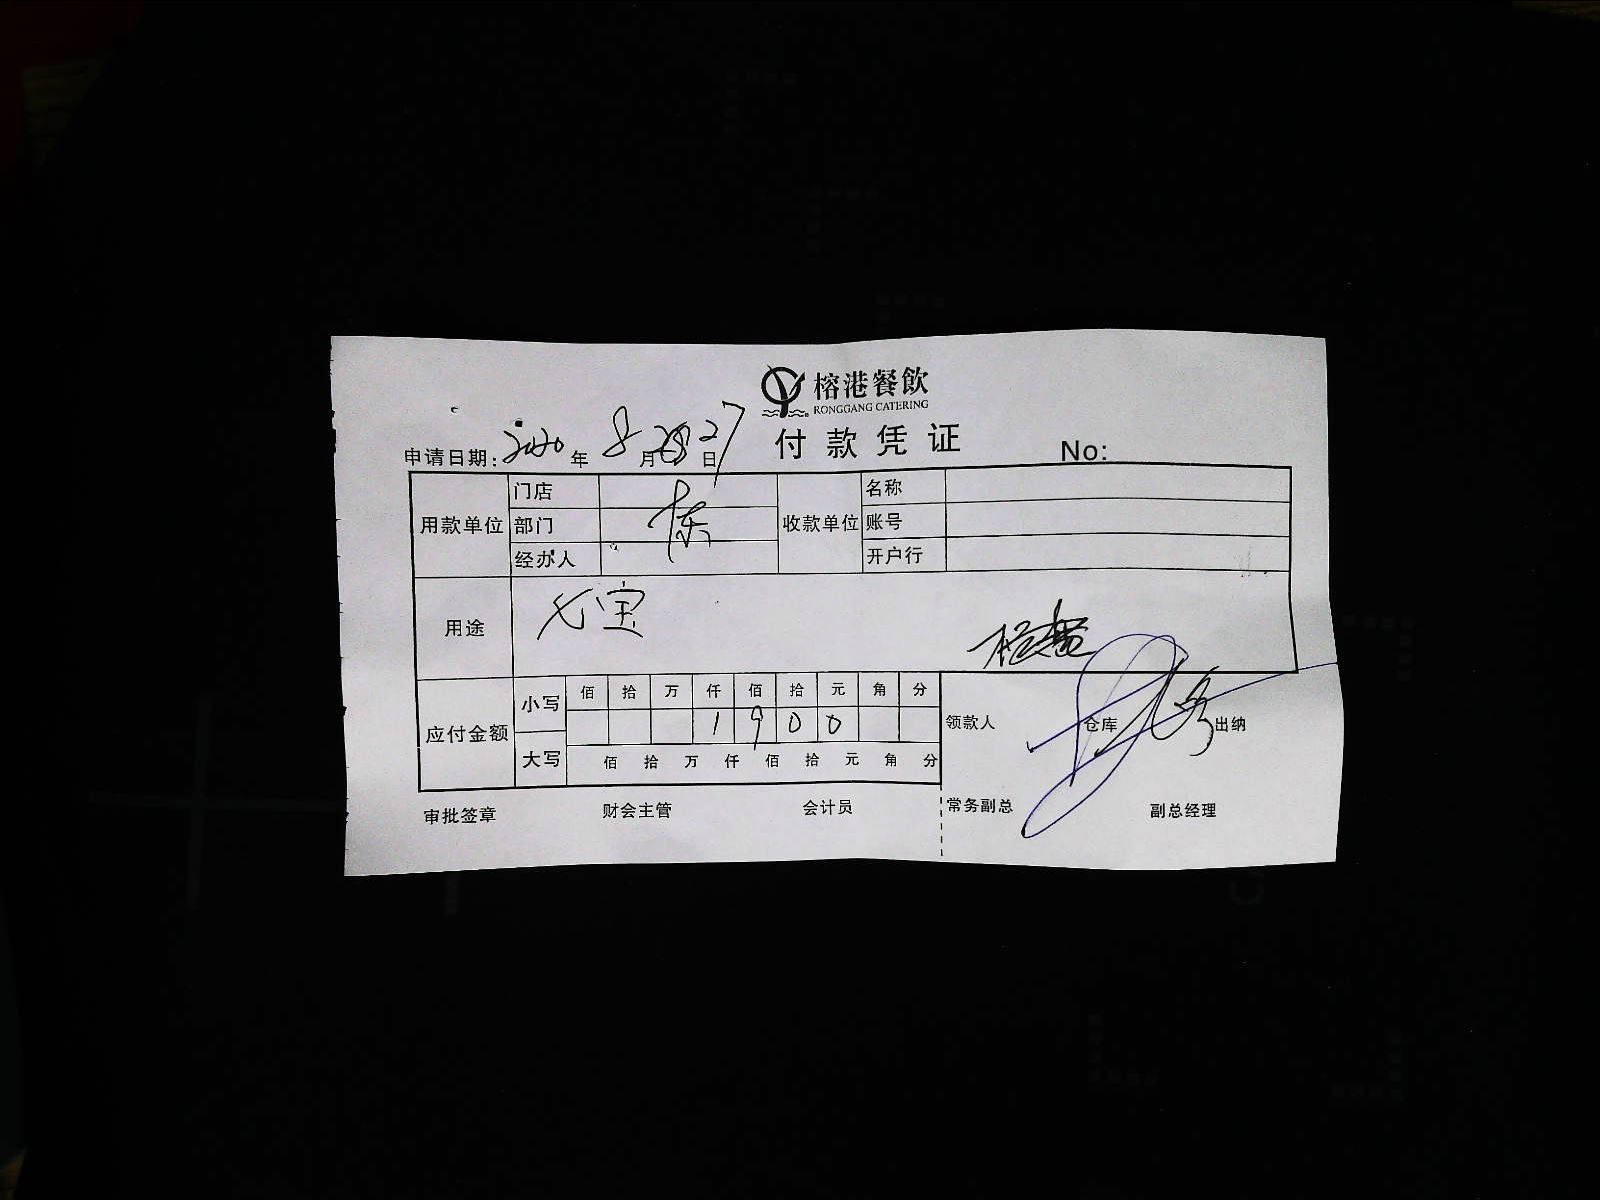 榕港餐飲
RONGGANG CATERING
付款凭证
No:
申请日期: 2020 年 8 月 27 日
用款单位 门店 收款单位 名称
部门 东 账号
经办人 开户行
用途 七宝
应付金额 小写 佰 拾 万 仟 佰 拾 元 角 分
1 9 0 0
领款人 仓库 出纳
大写 佰 拾 万 仟 佰 拾 元 角 分
审批签章 财会主管 会计员 常务副总 副总经理